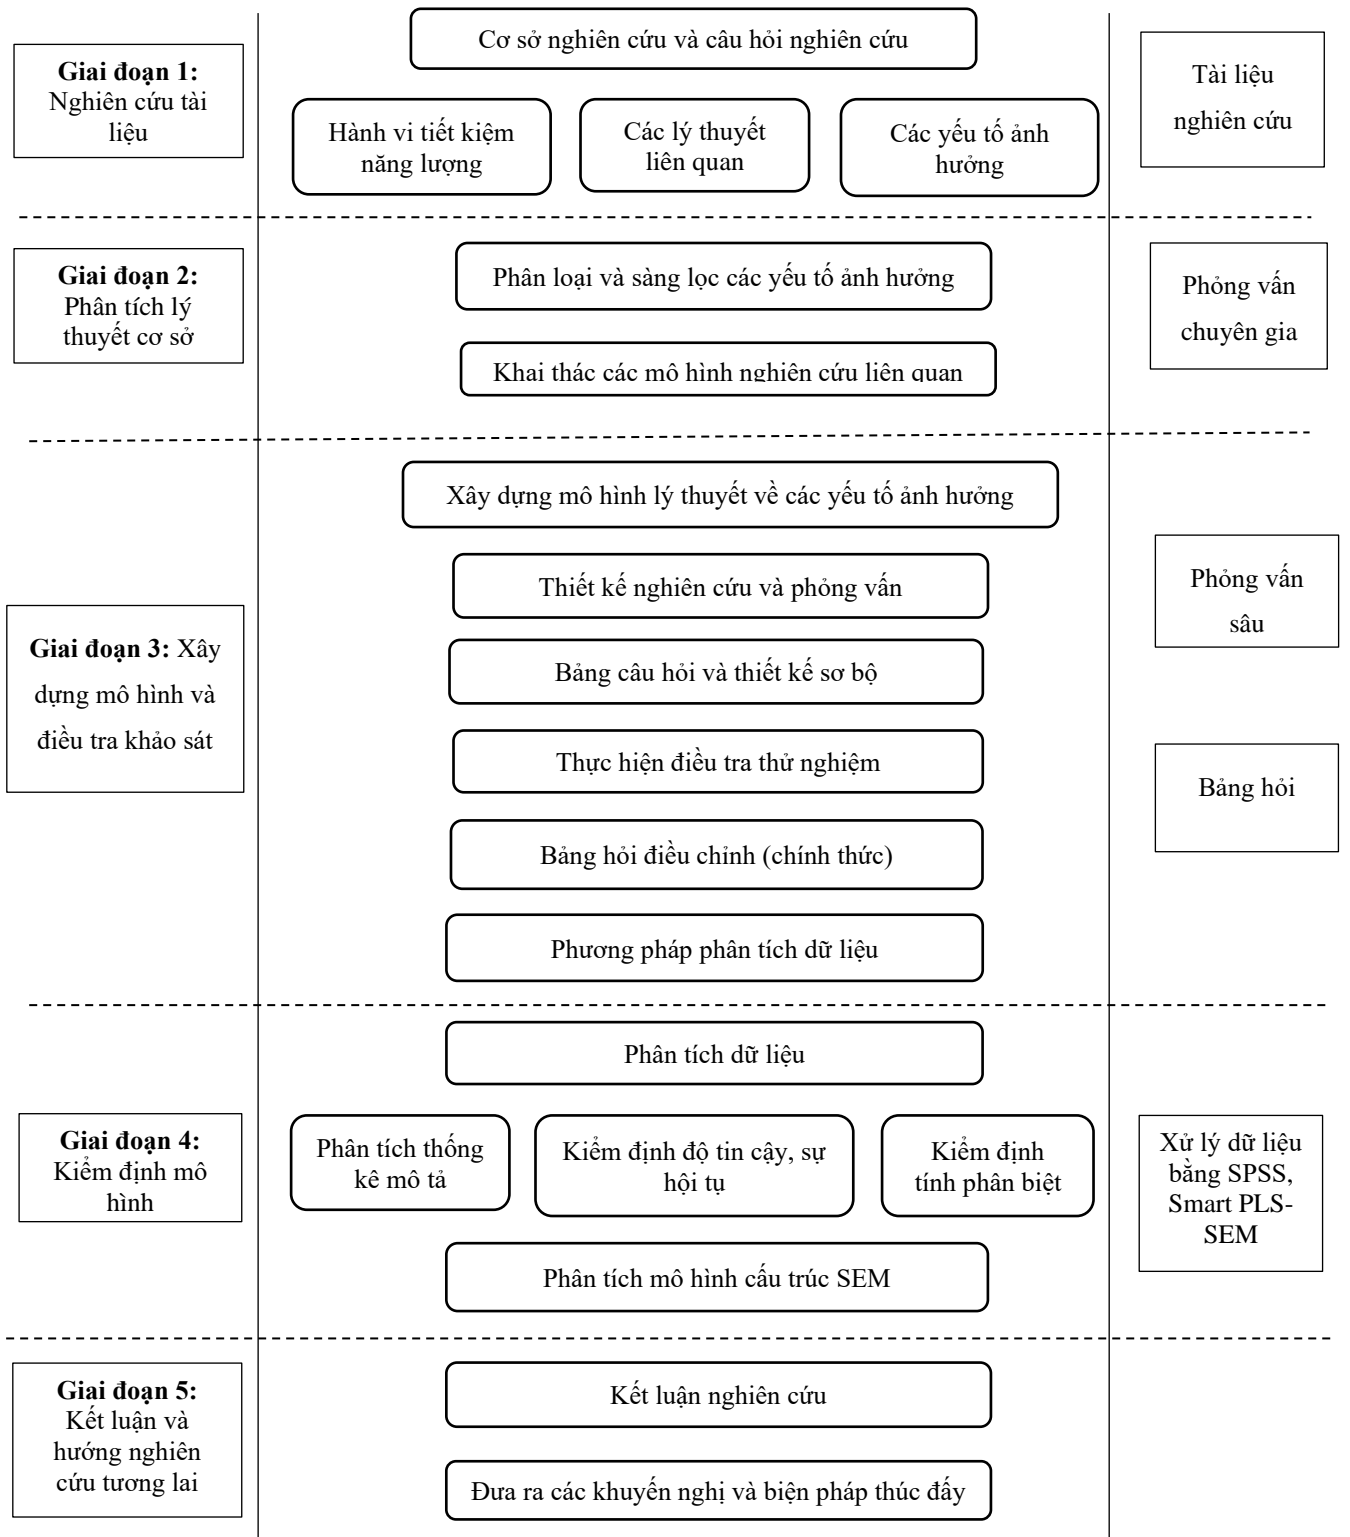 Cơ sở nghiên cứu và câu hỏi nghiên cứu
Giai đoạn 1:
Nghiên cứu tài
liệu
Hành vi tiết kiệm
năng lượng
Các lý thuyết
liên quan
Các yếu tố ảnh
hưởng
Tài liệu
nghiên cứu
Giai đoạn 2:
Phân tích lý
thuyết cơ sở
Phân loại và sàng lọc các yếu tố ảnh hưởng
Khai thác các mô hình nghiên cứu liên quan
Phỏng vấn
chuyên gia
Giai đoạn 3: Xây
dựng mô hình và
điều tra khảo sát
Xây dựng mô hình lý thuyết về các yếu tố ảnh hưởng
Thiết kế nghiên cứu và phỏng vấn
Bảng câu hỏi và thiết kế sơ bộ
Thực hiện điều tra thử nghiệm
Bảng hỏi điều chỉnh (chính thức)
Phương pháp phân tích dữ liệu
Phỏng vấn
sâu
Bảng hỏi
Giai đoạn 4:
Kiểm định mô
hình
Phân tích dữ liệu
Phân tích thống
kê mô tả
Kiểm định độ tin cậy, sự
hội tụ
Kiểm định
tính phân biệt
Phân tích mô hình cấu trúc SEM
Xử lý dữ liệu
bằng SPSS,
Smart PLS-
SEM
Giai đoạn 5:
Kết luận và
hướng nghiên
cứu tương lai
Kết luận nghiên cứu
Đưa ra các khuyến nghị và biện pháp thúc đẩy